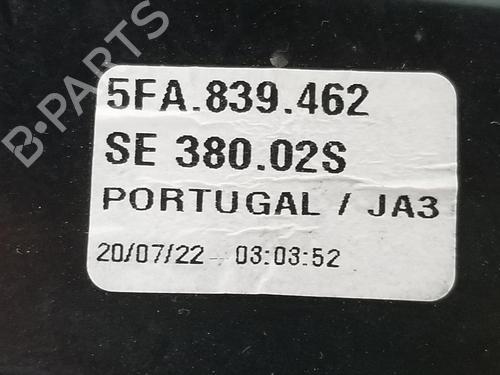 B-PARTS
5FA.839.462
SE 380.02S
PORTUGAL / JA3
20/07/22 03:03:52